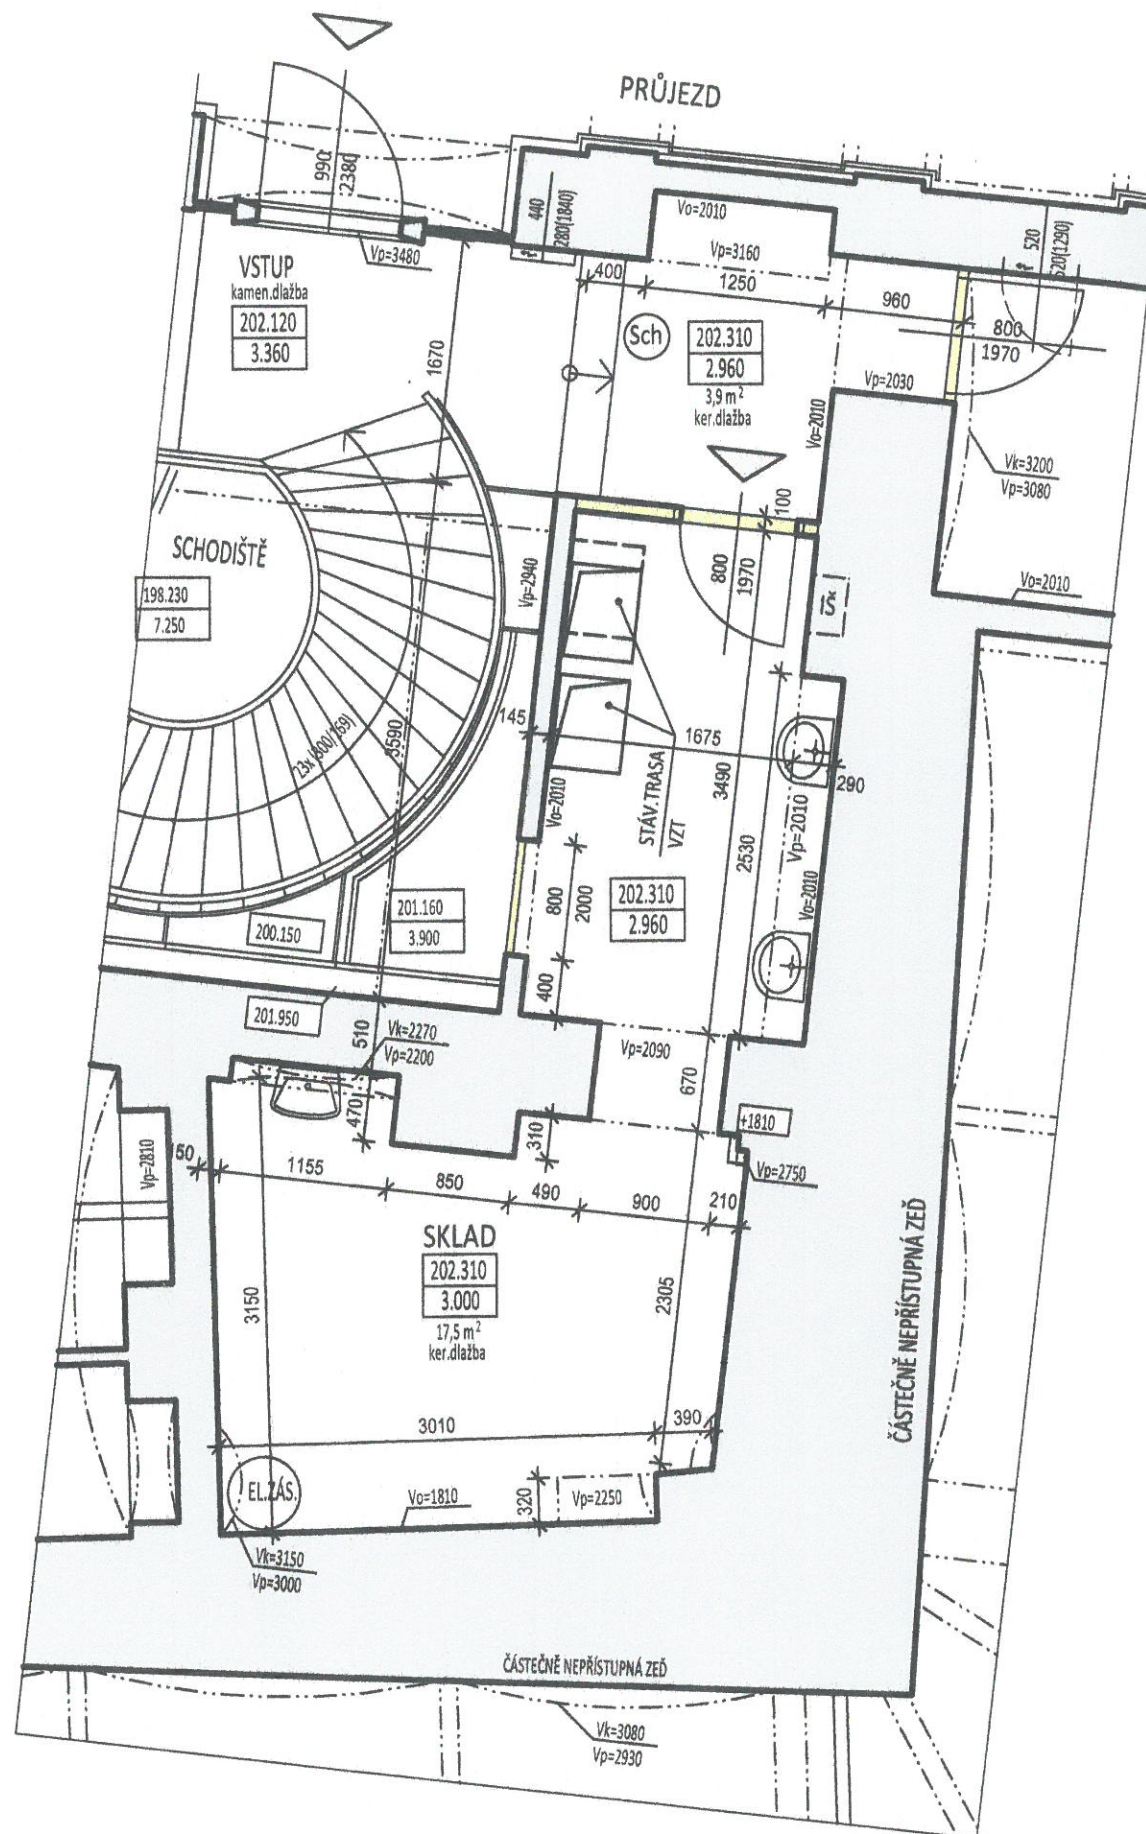 PRŮJEZD
990
2380
440
280(1840)
Vo=2010
Vp=3160
520
520(1290)
Vp=3480
VSTUP
kamen.dlažba
202.120
3.360
400
1250
960
800
1970
Sch
202.310
2.960
3,9 m²
ker.dlažba
1670
Vp=2030
Vo=2010
Vk=3200
Vp=3080
100
SCHODIŠTĚ
198.230
7.250
Vp=2940
800
1970
Vo=2010
145
1675
290
23x(300/169)
3590
Vo=2010
STÁV.TRASA
VZT
3490
2530
Vp=2010
Vo=2010
202.310
2.960
800
2000
201.160
3.900
200.150
400
201.950
510
Vk=2270
Vp=2200
Vp=2090
670
470
310
+1810
Vp=2810
1155
850
490
900
210
Vp=2750
SKLAD
202.310
3.000
17,5 m²
ker.dlažba
3150
2305
ČÁSTEČNĚ NEPŘÍSTUPNÁ ZEĎ
3010
390
EL.ZÁS.
Vo=1810
320
Vp=2250
Vk=3150
Vp=3000
ČÁSTEČNĚ NEPŘÍSTUPNÁ ZEĎ
Vk=3080
Vp=2930